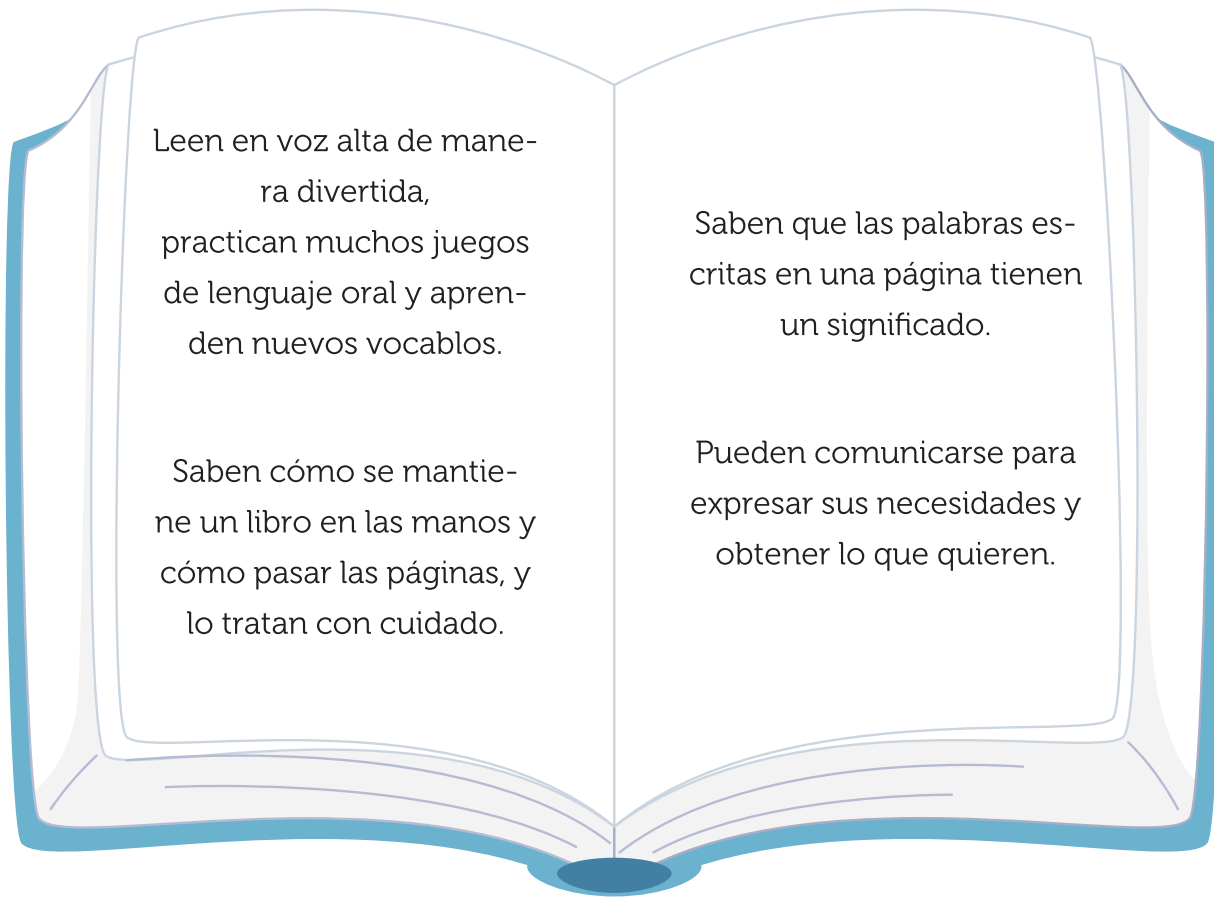 Leen en voz alta de mane-
ra divertida,
practican muchos juegos
de lenguaje oral y apren-
den nuevos vocablos.
Saben cómo se mantie-
ne un libro en las manos y
cómo pasar las páginas, y
lo tratan con cuidado.
Saben que las palabras es-
critas en una página tienen
un significado.
Pueden comunicarse para
expresar sus necesidades y
obtener lo que quieren.